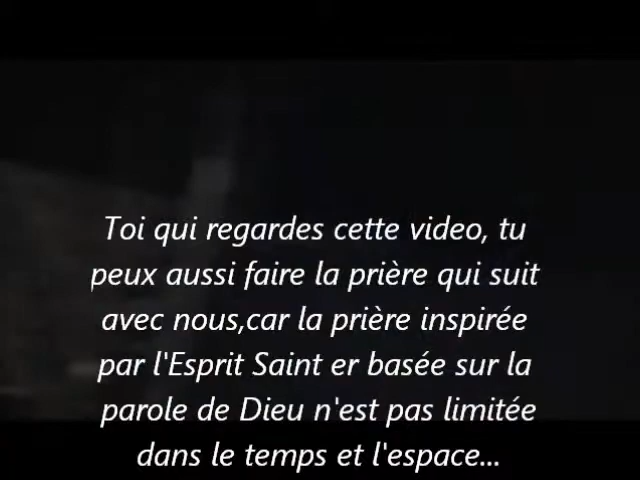 Toi qui regardes cette video, tu
peux aussi faire la prière qui suit
avec nous,car la prière inspirée
par l'Esprit Saint er basée sur la
parole de Dieu n'est pas limitée
dans le temps et l'espace...